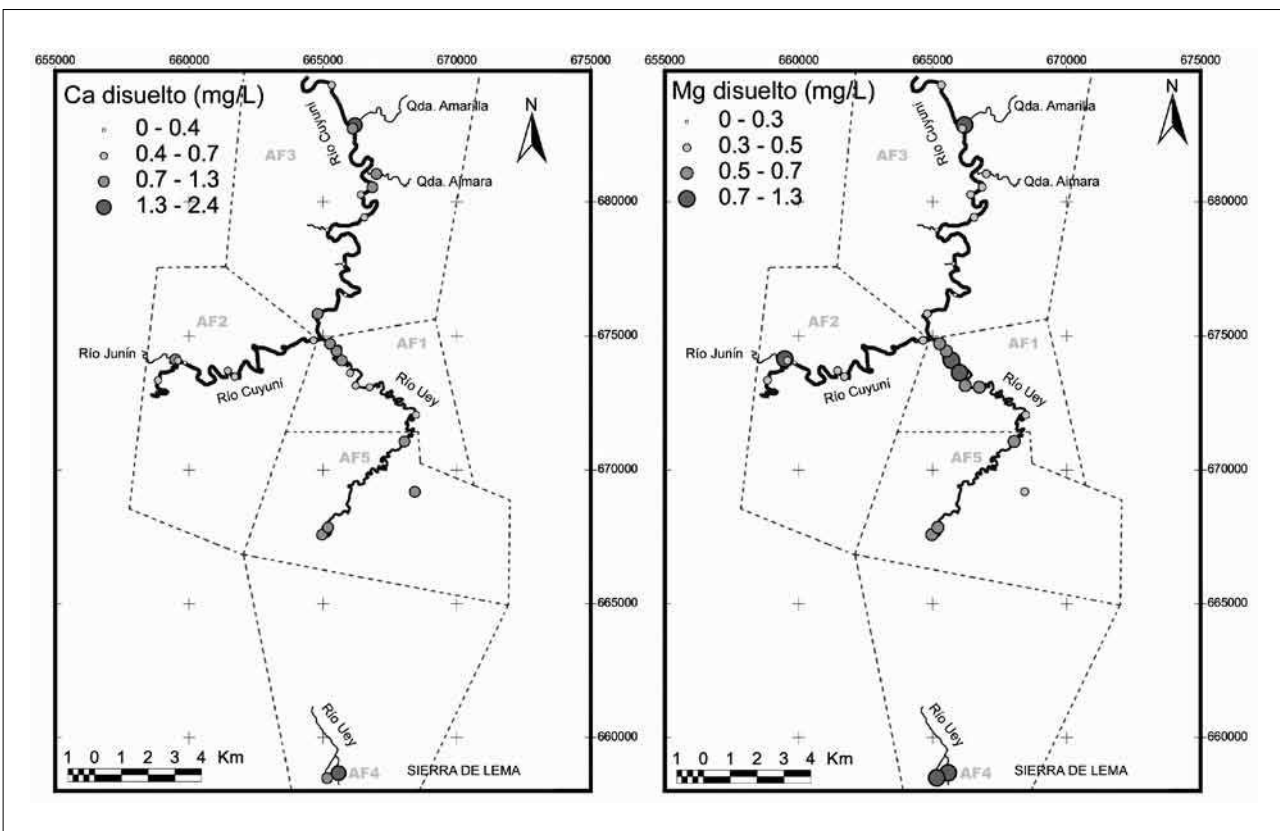 655000 660000 665000 670000 675000
Ca disuelto (mg/L)
0 - 0.4
0.4 - 0.7
0.7 - 1.3
1.3 - 2.4
N
Qda. Amarilla
Río Cuyuní
AF3
Qda. Aimara
680000
AF2
675000
AF1
Río Junín
Río Cuyuní
Río Uey
AF5
670000
665000
Río Uey
660000
1 0 1 2 3 4 Km
AF4
SIERRA DE LEMA
655000 660000 665000 670000 675000
Mg disuelto (mg/L)
0 - 0.3
0.3 - 0.5
0.5 - 0.7
0.7 - 1.3
N
Qda. Amarilla
Río Cuyuní
AF3
Qda. Aimara
680000
AF2
675000
AF1
Río Junín
Río Cuyuní
Río Uey
AF5
670000
665000
Río Uey
660000
1 0 1 2 3 4 Km
AF4
SIERRA DE LEMA